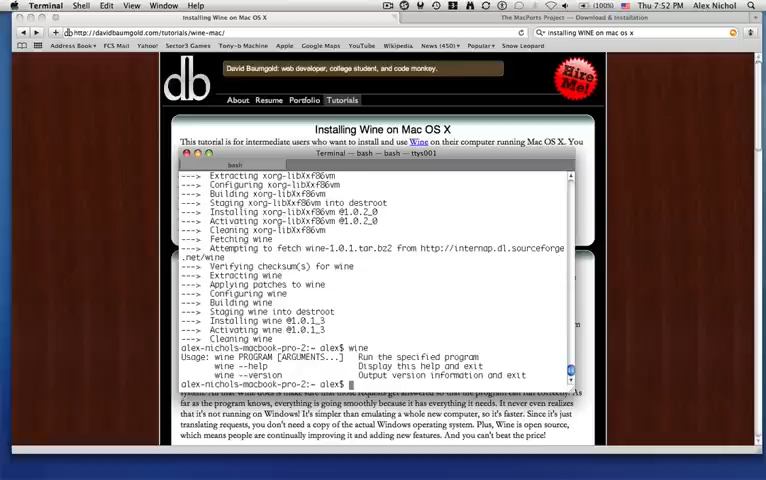 Terminal Shell Edit View Window Help
(100%) Thu 7:52 PM Alex Nichol
Installing Wine on Mac OS X
The MacPorts Project — Download & Installation
http://davidbaumgold.com/tutorials/wine-mac/
installing WINE on mac os x
Address Book FCS Mail Yahoo! Sector3 Games Tony-b Machine Apple Google Maps YouTube Wikipedia News (450) Popular Save to Delicious
db
David Baumgold: web developer, college student, and code monkey.
Hire Me!
About Resume Portfolio Tutorials
Installing Wine on Mac OS X
This tutorial is for intermediate users who want to install and use Wine on their computer running Mac OS X. You
Terminal — bash — bash — ttys001
bash
---> Extracting xorg-libXxf86vm
---> Configuring xorg-libXxf86vm
---> Building xorg-libXxf86vm
---> Staging xorg-libXxf86vm into destroot
---> Installing xorg-libXxf86vm @1.0.2_0
---> Activating xorg-libXxf86vm @1.0.2_0
---> Cleaning xorg-libXxf86vm
---> Fetching wine
---> Attempting to fetch wine-1.0.1.tar.bz2 from http://internap.dl.sourceforge
.net/wine
---> Verifying checksum(s) for wine
---> Extracting wine
---> Applying patches to wine
---> Configuring wine
---> Building wine
---> Staging wine into destroot
---> Installing wine @1.0.1_3
---> Activating wine @1.0.1_3
---> Cleaning wine
alex-nichols-macbook-pro-2:~ alex$ wine
Usage: wine PROGRAM [ARGUMENTS...] Run the specified program
wine --help Display this help and exit
wine --version Output version information and exit
alex-nichols-macbook-pro-2:~ alex$
far as the program knows, everything is going smoothly because it has everything it needs. It never even realizes
that it's not running on Windows! It's simpler than emulating a whole new computer, so it's faster. Since it's just
translating requests, you don't need a copy of the actual Windows operating system. Plus, Wine is open source,
which means people are continually improving it and adding new features. And you can't beat the price!